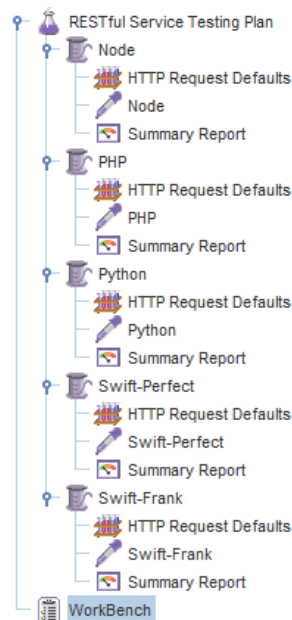 RESTful Service Testing Plan
Node
HTTP Request Defaults
Node
Summary Report
PHP
HTTP Request Defaults
PHP
Summary Report
Python
HTTP Request Defaults
Python
Summary Report
Swift-Perfect
HTTP Request Defaults
Swift-Perfect
Summary Report
Swift-Frank
HTTP Request Defaults
Swift-Frank
Summary Report
WorkBench